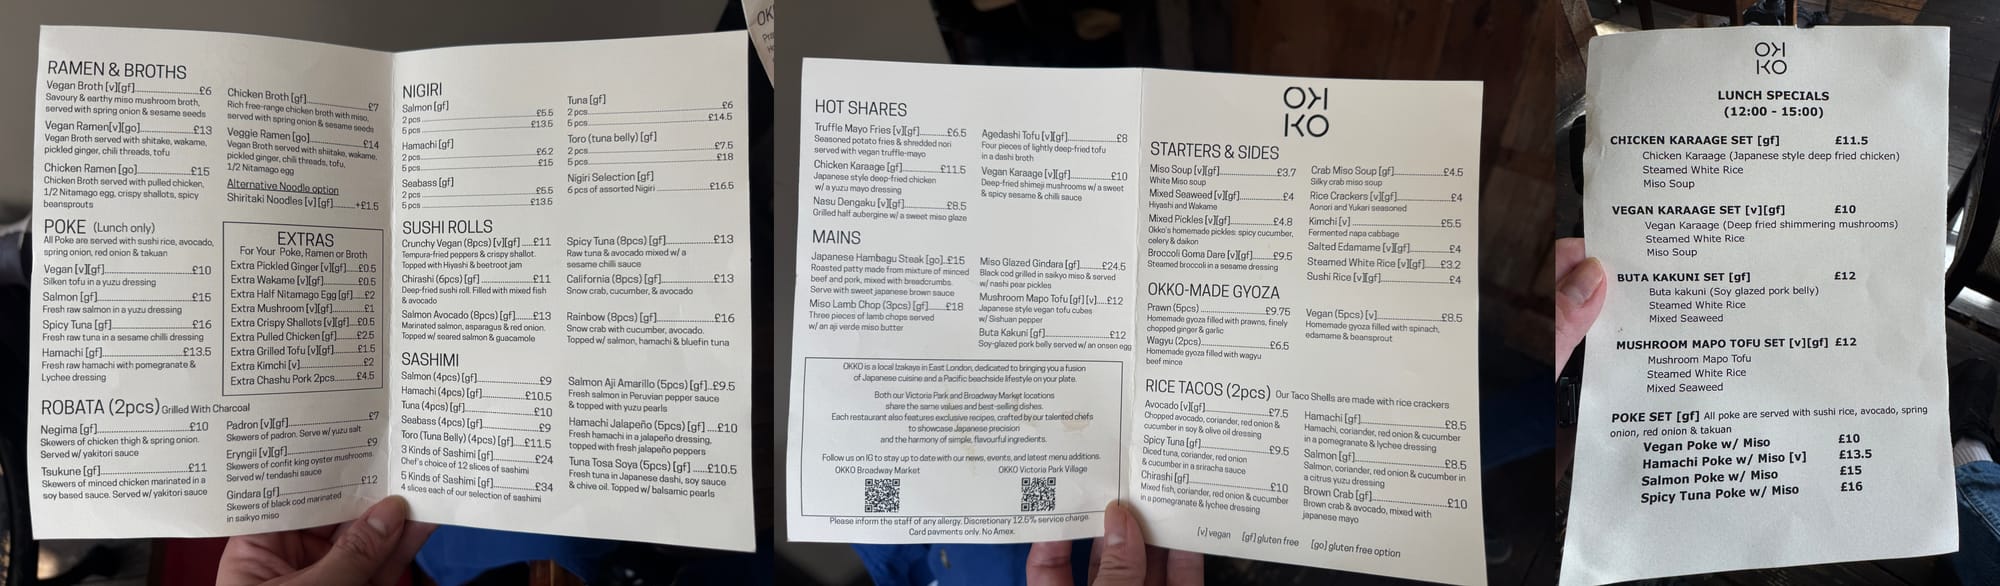 RAMEN & BROTHS
Vegan Broth [v][gf] £6
Savoury & earthy miso mushroom broth,
served with spring onion & sesame seeds
Vegan Ramen[v][go] £13
Vegan Broth served with shiitake, wakame,
pickled ginger, chili threads, tofu
Chicken Ramen [go] £15
Chicken Broth served with pulled chicken,
1/2 Nitamago egg, crispy shallots, spicy
beansprouts
Chicken Broth [gf] £7
Rich free-range chicken broth with miso,
served with spring onion & sesame seeds
Veggie Ramen [go] £14
Vegan Broth served with shitake, wakame,
pickled ginger, chili threads, tofu,
1/2 Nitamago egg
Alternative Noodle option
Shiritaki Noodles [v][gf] +£1.5
POKE (Lunch only)
All Poke are served with sushi rice, avocado,
spring onion, red onion & takuan
Vegan [v][gf] £10
Silken tofu in a yuzu dressing
Salmon [gf] £15
Fresh raw salmon in a yuzu dressing
Spicy Tuna [gf] £16
Fresh raw tuna in a sesame chilli dressing
Hamachi [gf] £13.5
Fresh raw hamachi with pomegranate &
Lychee dressing
EXTRAS
For Your Poke, Ramen or Broth
Extra Pickled Ginger [v][gf] £0.5
Extra Wakame [v][gf] £0.5
Extra Half Nitamago Egg [gf] £2
Extra Mushroom [v][gf] £1
Extra Crispy Shallots [v][gf] £0.5
Extra Pulled Chicken [gf] £2.5
Extra Grilled Tofu [v][gf] £1.5
Extra Kimchi [v] £2
Extra Chashu Pork 2pcs £4.5
ROBATA (2pcs) Grilled With Charcoal
Negima [gf] £10
Skewers of chicken thigh & spring onion.
Served w/ yakitori sauce
Tsukune [gf] £11
Skewers of minced chicken marinated in a
soy based sauce. Served w/ yakitori sauce
Padron [v][gf] £7
Skewers of padron. Serve w/ yuzu salt
Eryngii [v][gf] £9
Skewers of confit king oyster mushrooms.
Served w/ tendashi sauce
Gindara [gf] £12
Skewers of black cod marinated
in saikyo miso
NIGIRI
Salmon [gf]
2 pcs £5.5
5 pcs £13.5
Hamachi [gf]
2 pcs £6.2
5 pcs £15
Seabass [gf]
2 pcs £5.5
5 pcs £13.5
Tuna [gf]
2 pcs £6
5 pcs £14.5
Toro (tuna belly) [gf]
2 pcs £7.5
5 pcs £18
Nigiri Selection [gf]
6 pcs of assorted Nigiri £16.5
SUSHI ROLLS
Crunchy Vegan (8pcs) [v][gf] £11
Tempura-fried peppers & crispy shallot.
Topped with Hiyashi & beetroot jam
Chirashi (6pcs) [gf] £11
Deep-fried sushi roll. Filled with mixed fish
& avocado
Salmon Avocado (8pcs) [gf] £13
Marinated salmon, asparagus & red onion.
Topped w/ seared salmon & guacamole
Spicy Tuna (8pcs) [gf] £13
Raw tuna & avocado mixed w/ a
sesame chilli sauce
California (8pcs) [gf] £13
Snow crab, cucumber, & avocado
Rainbow (8pcs) [gf] £16
Snow crab with cucumber, avocado.
Topped w/ salmon, hamachi & bluefin tuna
SASHIMI
Salmon (4pcs) [gf] £9
Hamachi (4pcs) [gf] £10.5
Tuna (4pcs) [gf] £10
Seabass (4pcs) [gf] £9
Toro (Tuna Belly) (4pcs) [gf] £11.5
3 Kinds of Sashimi [gf] £24
Chef's choice of 12 slices of sashimi
5 Kinds of Sashimi [gf] £34
4 slices each of our selection of sashimi
Salmon Aji Amarillo (5pcs) [gf] £9.5
Fresh salmon in Peruvian pepper sauce
& topped w/ yuzu pearls
Hamachi Jalapeño (5pcs) [gf] £10
Fresh hamachi in a jalapeño dressing,
topped with fresh jalapeño peppers
Tuna Tosa Soya (5pcs) [gf] £10.5
Fresh tuna in Japanese dashi, soy sauce
& chive oil. Topped w/ balsamic pearls
HOT SHARES
Truffle Mayo Fries [v][gf] £6.5
Seasoned potato fries & shredded nori
served with vegan truffle-mayo
Chicken Karaage [gf] £11.5
Japanese style deep-fried chicken
w/ a yuzu mayo dressing
Nasu Dengaku [v][gf] £8.5
Grilled half aubergine w/ a sweet miso glaze
Agedashi Tofu [v][gf] £8
Four pieces of lightly deep-fried tofu
in a dashi broth
Vegan Karaage [v][gf] £10
Deep-fried shimeji mushrooms w/ a sweet
& spicy sesame & chilli sauce
MAINS
Japanese Hambagu Steak [go] £15
Roasted patty made from mixture of minced
beef and pork, mixed with breadcrumbs.
Serve with sweet japanese brown sauce
Miso Lamb Chop (3pcs)[gf] £18
Three pieces of lamb chops served
w/ an aji verde miso butter
Miso Glazed Gindara [gf] £24.5
Black cod grilled in saikyo miso & served
w/ nashi pear pickles
Mushroom Mapo Tofu [gf] [v] £12
Japanese style vegan tofu cubes
w/ Sishuan pepper
Buta Kakuni [gf] £12
Soy-glazed pork belly served w/ an onsen egg
OKKO is a local Izakaya in East London, dedicated to bringing you a fusion
of Japanese cuisine and a Pacific beachside lifestyle on your plate.
Both our Victoria Park and Broadway Market locations
share the same values and best-selling dishes.
Each restaurant also features exclusive recipes, crafted by our talented chefs
to showcase Japanese precision
and the harmony of simple, flavourful ingredients.
Follow us on IG to stay up to date with our news, events, and latest menu additions.
OKKO Broadway Market
OKKO Victoria Park Village
Please inform the staff of any allergy. Discretionary 12.5% service charge.
Card payments only. No Amex.
OKKO
STARTERS & SIDES
Miso Soup [v][gf] £3.7
White Miso soup
Mixed Seaweed [v][gf] £4
Hiyashi and Wakame
Mixed Pickles [v][gf] £4.8
Okko's homemade pickles: spicy cucumber,
celery & daikon
Broccoli Goma Dare [v][gf] £9.5
Steamed broccoli in a sesame dressing
Crab Miso Soup [gf] £4.5
Silky crab miso soup
Rice Crackers [v][gf] £4
Aonori and Yukari seasoned
Kimchi [v] £5.5
Fermented napa cabbage
Salted Edamame [v][gf] £4
Steamed White Rice [v][gf] £3.2
Sushi Rice [v][gf] £4
OKKO-MADE GYOZA
Prawn (5pcs) £9.75
Homemade gyoza filled with prawns, finely
chopped ginger & garlic
Wagyu (2pcs) £6.5
Homemade gyoza filled with wagyu
beef mince
Vegan (5pcs) [v] £8.5
Homemade gyoza filled with spinach,
edamame & beansprout
RICE TACOS (2pcs) Our Taco Shells are made with rice crackers
Avocado [v][gf] £7.5
Chopped avocado, coriander, red onion &
cucumber in soy & olive oil dressing
Spicy Tuna [gf] £9.5
Diced tuna, coriander, red onion
& cucumber in a sriracha sauce
Chirashi [gf] £10
Mixed fish, coriander, red onion & cucumber
in a pomegranate & lychee dressing
Hamachi [gf] £8.5
Hamachi, coriander, red onion & cucumber
in a pomegranate & lychee dressing
Salmon [gf] £8.5
Salmon, coriander, red onion & cucumber in
a citrus yuzu dressing
Brown Crab [gf] £10
Brown crab & avocado, mixed with
japanese mayo
[v] vegan [gf] gluten free [go] gluten free option
OKKO
LUNCH SPECIALS
(12:00 - 15:00)
CHICKEN KARAAGE SET [gf] £11.5
Chicken Karaage (Japanese style deep fried chicken)
Steamed White Rice
Miso Soup
VEGAN KARAAGE SET [v][gf] £10
Vegan Karaage (Deep fried shimmering mushrooms)
Steamed White Rice
Miso Soup
BUTA KAKUNI SET [gf] £12
Buta kakuni (Soy glazed pork belly)
Steamed White Rice
Mixed Seaweed
MUSHROOM MAPO TOFU SET [v][gf] £12
Mushroom Mapo Tofu
Steamed White Rice
Mixed Seaweed
POKE SET [gf] All poke are served with sushi rice, avocado, spring
onion, red onion & takuan
Vegan Poke w/ Miso £10
Hamachi Poke w/ Miso [v] £13.5
Salmon Poke w/ Miso £15
Spicy Tuna Poke w/ Miso £16